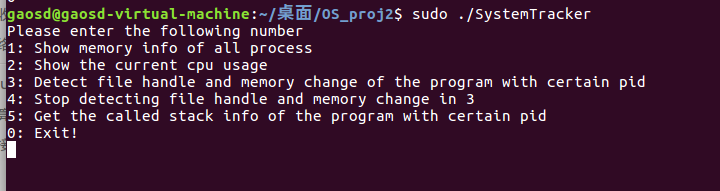 gaosd@gaosd-virtual-machine:~/桌面/OS_proj2$ sudo ./SystemTracker
Please enter the following number
1: Show memory info of all process
2: Show the current cpu usage
3: Detect file handle and memory change of the program with certain pid
4: Stop detecting file handle and memory change in 3
5: Get the called stack info of the program with certain pid
0: Exit!